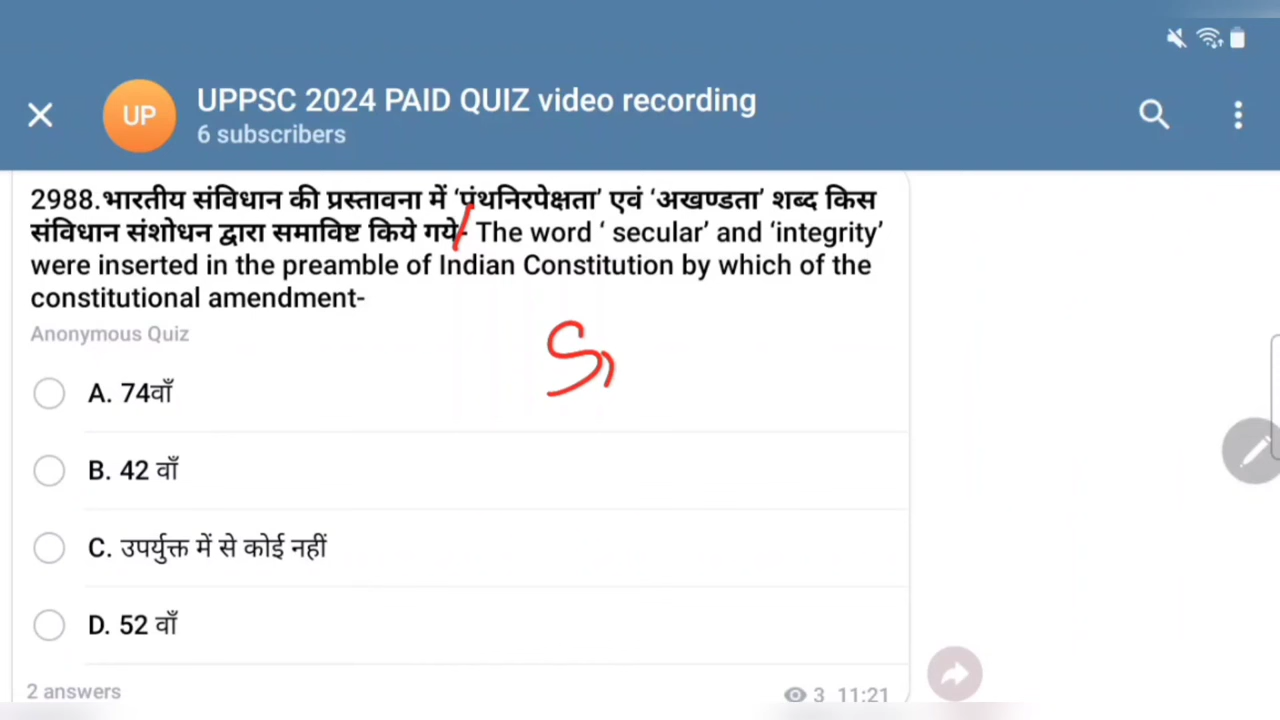 UP
UPPSC 2024 PAID QUIZ video recording
6 subscribers
2988.भारतीय संविधान की प्रस्तावना में ‘पंथनिरपेक्षता’ एवं ‘अखण्डता’ शब्द किस
संविधान संशोधन द्वारा समाविष्ट किये गये- The word ‘ secular’ and ‘integrity’
were inserted in the preamble of Indian Constitution by which of the
constitutional amendment-
Anonymous Quiz
A. 74वाँ
B. 42 वाँ
C. उपर्युक्त में से कोई नहीं
D. 52 वाँ
2 answers
3 11:21